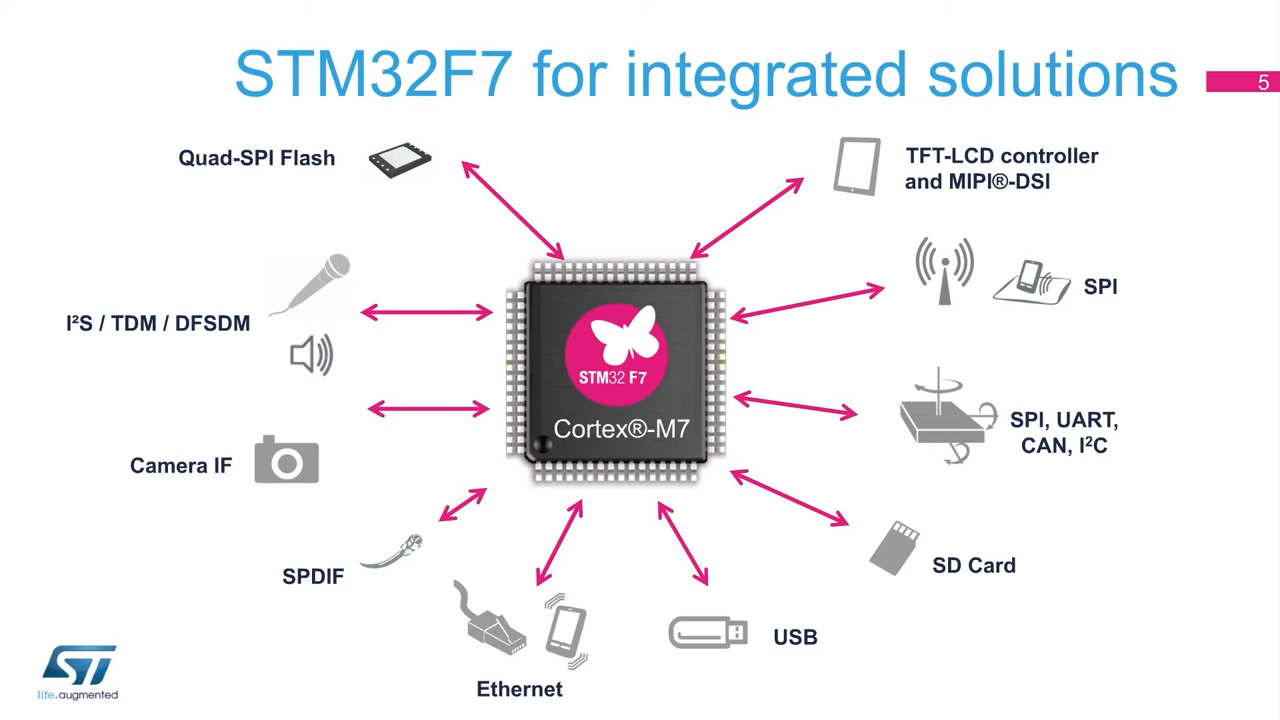 STM32F7 for integrated solutions
5
Quad-SPI Flash
TFT-LCD controller
and MIPI®-DSI
SPI
I²S / TDM / DFSDM
STM32 F7
Cortex®-M7
SPI, UART,
CAN, I²C
Camera IF
SD Card
SPDIF
USB
Ethernet
ST
life.augmented